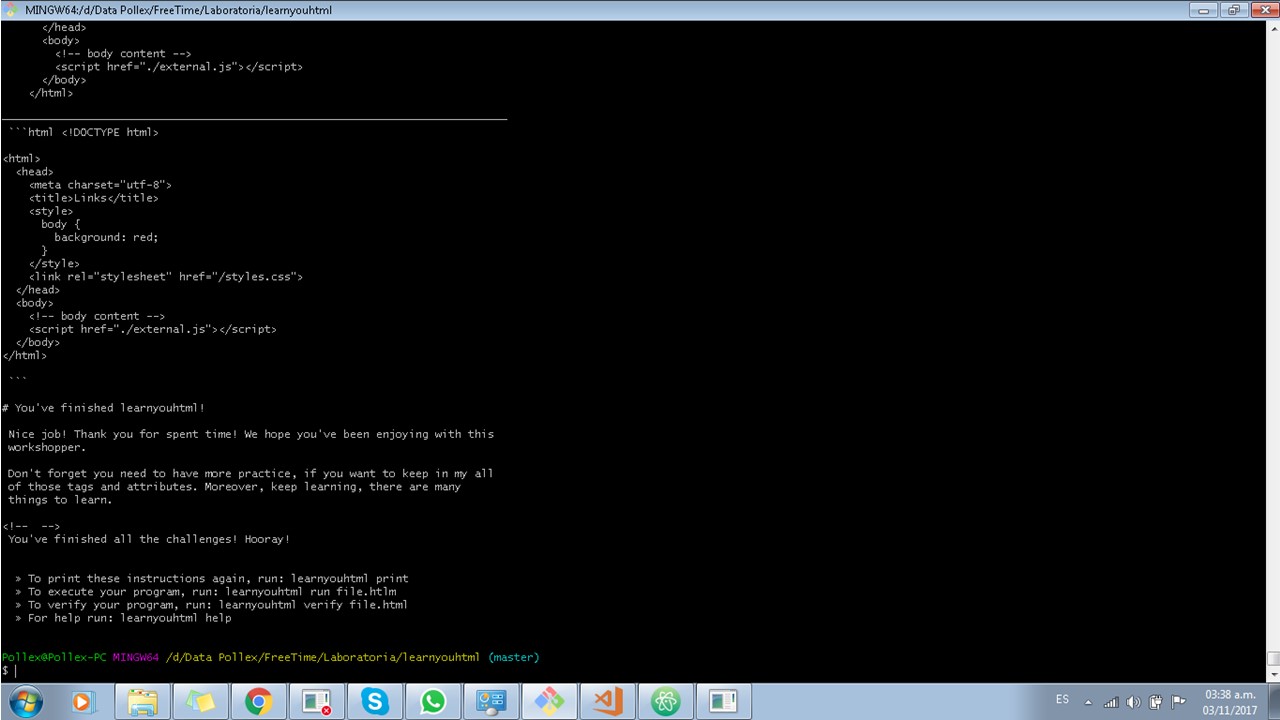 MINGW64:/d/Data Pollex/FreeTime/Laboratoria/learnyouhtml
</head>
<body>
<!-- body content -->
<script href="./external.js"></script>
</body>
</html>
```html <!DOCTYPE html>
<html>
<head>
<meta charset="utf-8">
<title>Links</title>
<style>
body {
background: red;
}
</style>
<link rel="stylesheet" href="/styles.css">
</head>
<body>
<!-- body content -->
<script href="./external.js"></script>
</body>
</html>
```
# You've finished learnyouhtml!
Nice job! Thank you for spent time! We hope you've been enjoying with this
workshopper.
Don't forget you need to have more practice, if you want to keep in my all
of those tags and attributes. Moreover, keep learning, there are many
things to learn.
<!--  -->
You've finished all the challenges! Hooray!
» To print these instructions again, run: learnyouhtml print
» To execute your program, run: learnyouhtml run file.htlm
» To verify your program, run: learnyouhtml verify file.html
» For help run: learnyouhtml help
Pollex@Pollex-PC MINGW64 /d/Data Pollex/FreeTime/Laboratoria/learnyouhtml (master)
$
ES
03:38 a.m.
03/11/2017